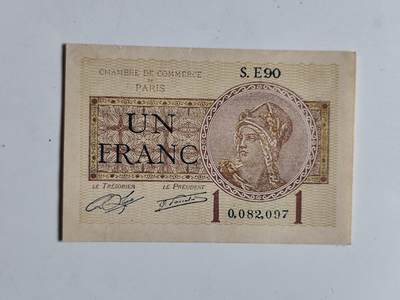 CHAMBRE DE COMMERCE
DE
PARIS
S. E90
UN
FRANC
LE TRÉSORIER
LE PRÉSIDENT
1 0,082,097 1